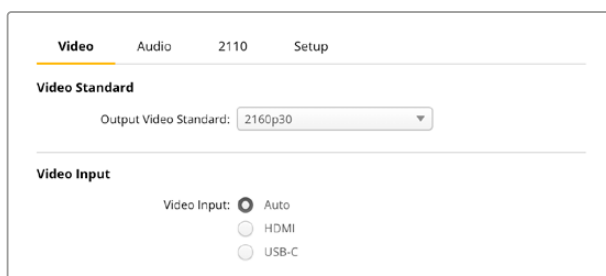 Video Audio 2110 Setup
Video Standard
Output Video Standard: 2160p30
Video Input
Video Input: Auto
HDMI
USB-C